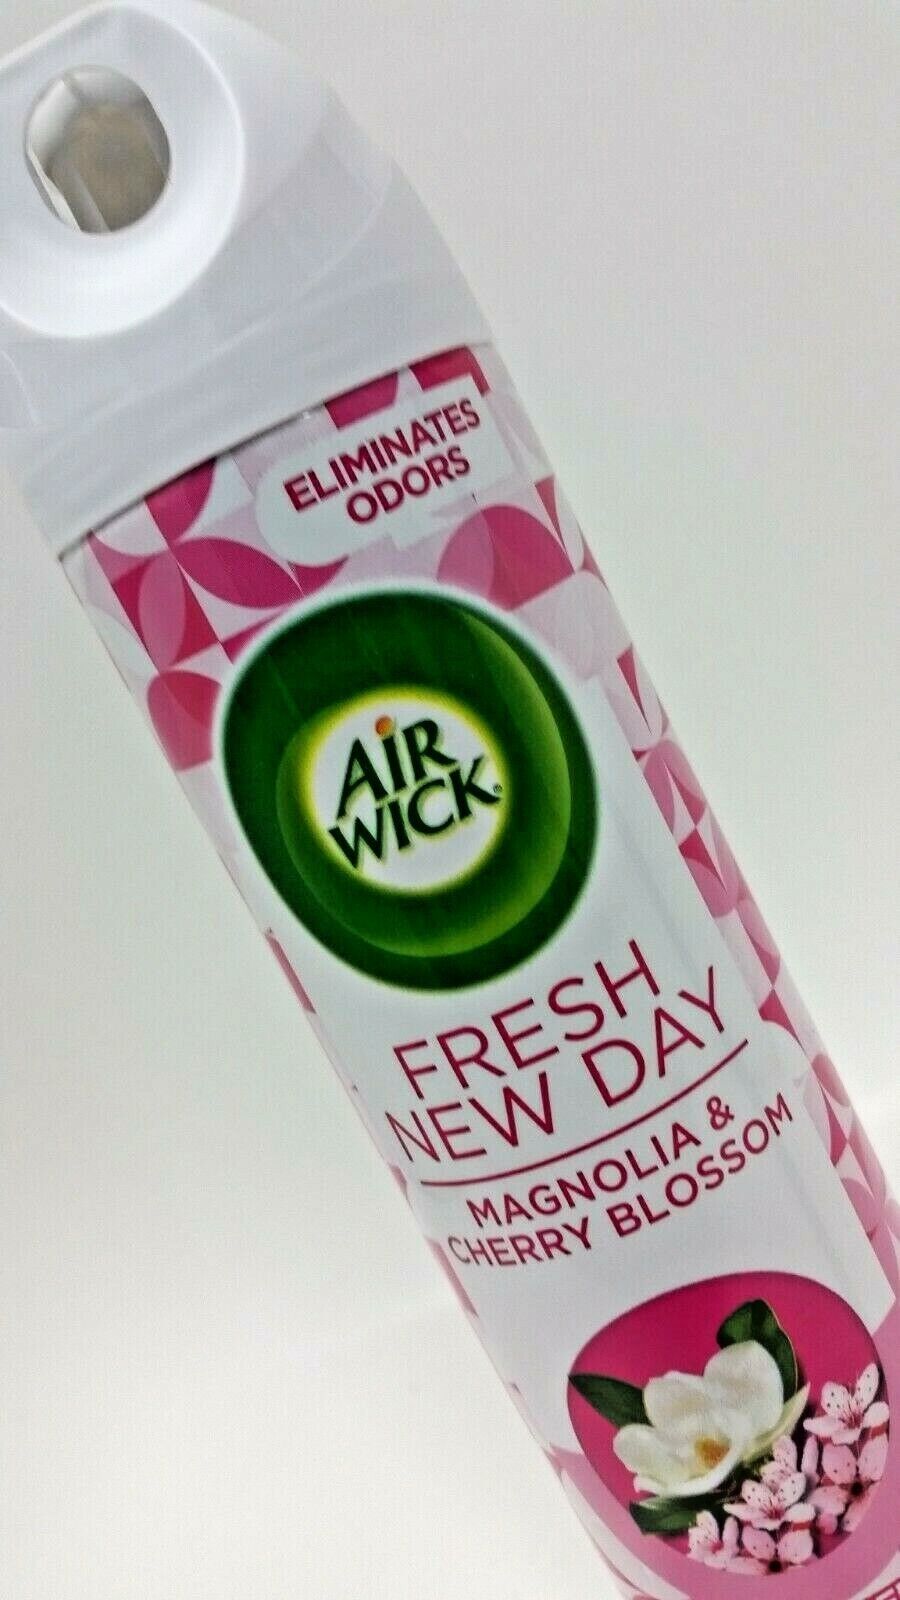 ELIMINATES
ODORS
AIR
WICK®
FRESH
NEW DAY
MAGNOLIA &
CHERRY BLOSSOM